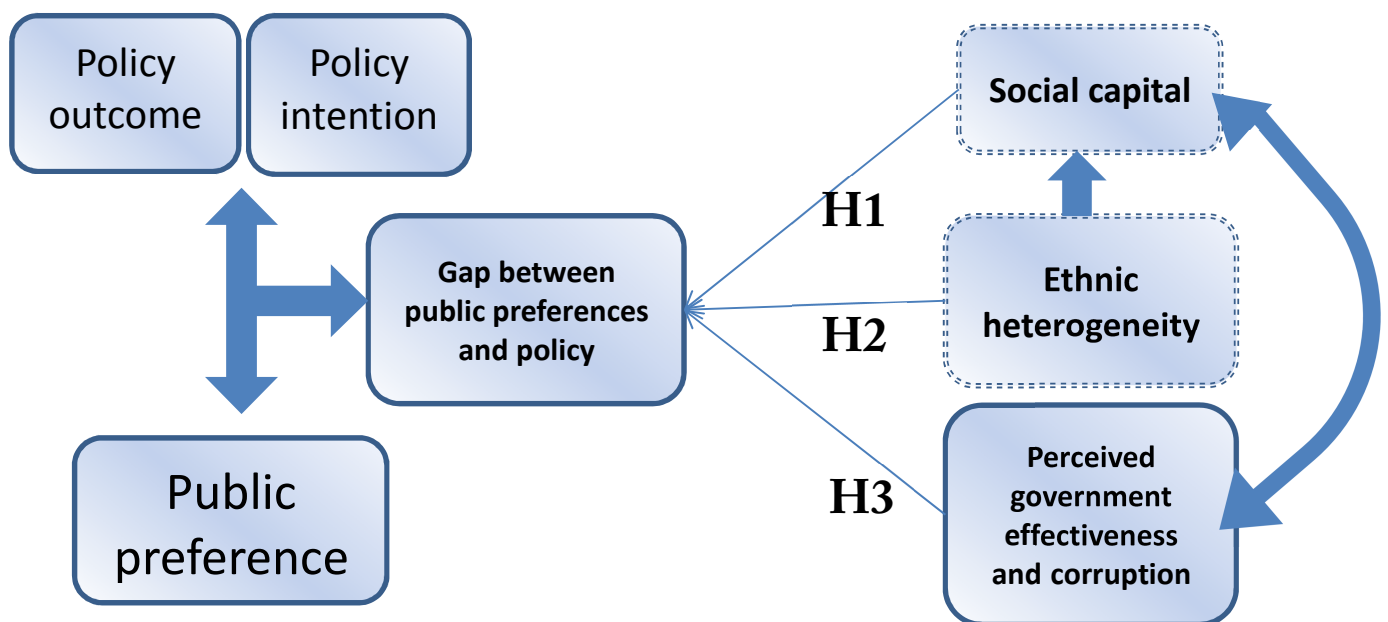 Policy
outcome
Policy
intention
Public
preference
Gap between
public preferences
and policy
H1
H2
H3
Social capital
Ethnic
heterogeneity
Perceived
government
effectiveness
and corruption